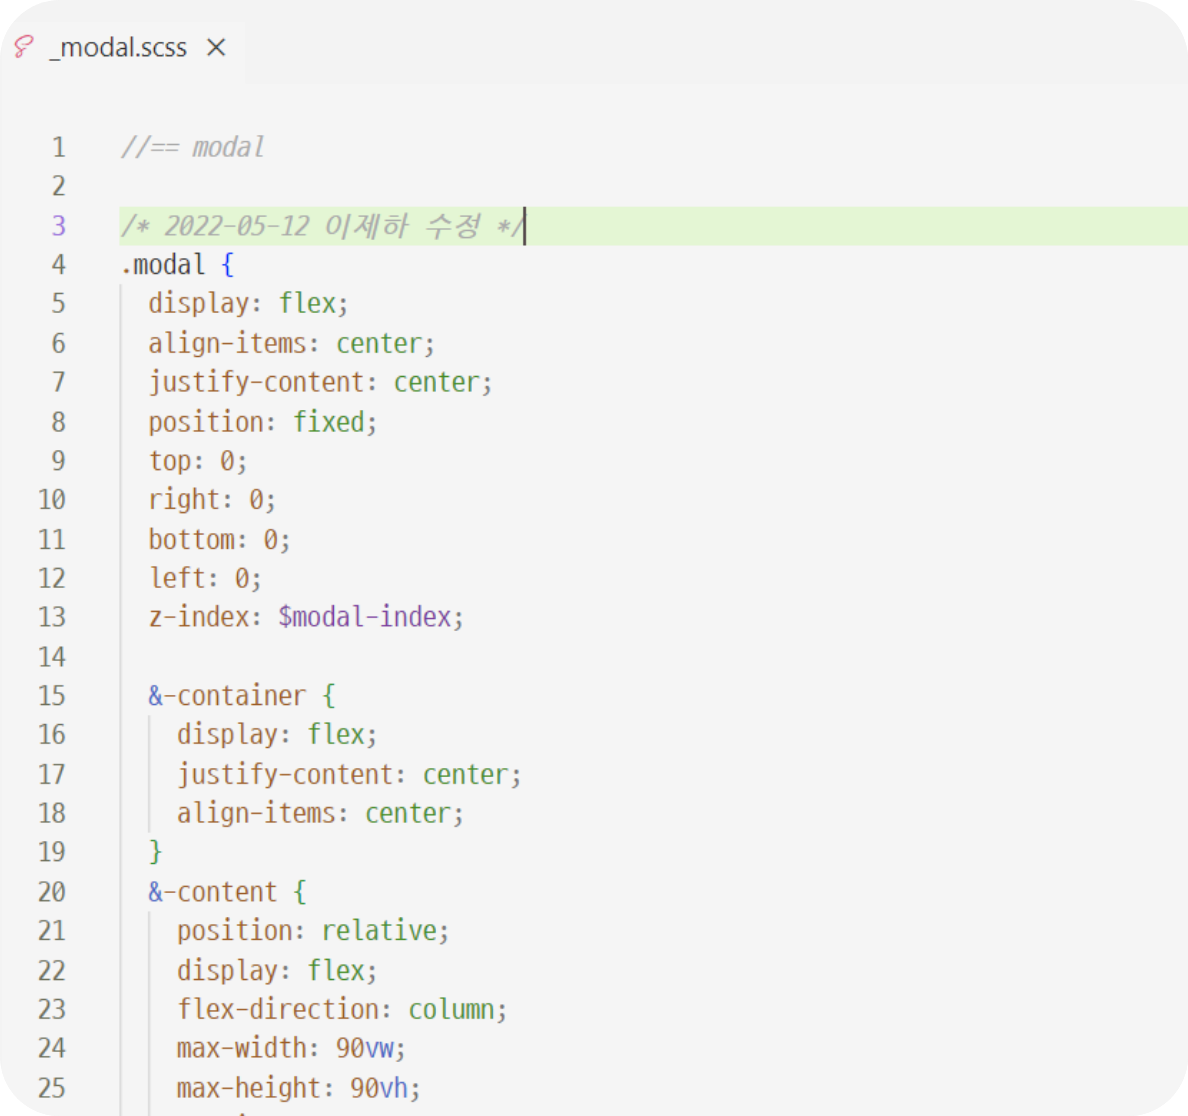 _modal.scss
1 //== modal
2
3 /* 2022-05-12 이제하 수정 */
4 .modal {
5 display: flex;
6 align-items: center;
7 justify-content: center;
8 position: fixed;
9 top: 0;
10 right: 0;
11 bottom: 0;
12 left: 0;
13 z-index: $modal-index;
14
15 &-container {
16 display: flex;
17 justify-content: center;
18 align-items: center;
19 }
20 &-content {
21 position: relative;
22 display: flex;
23 flex-direction: column;
24 max-width: 90vw;
25 max-height: 90vh;